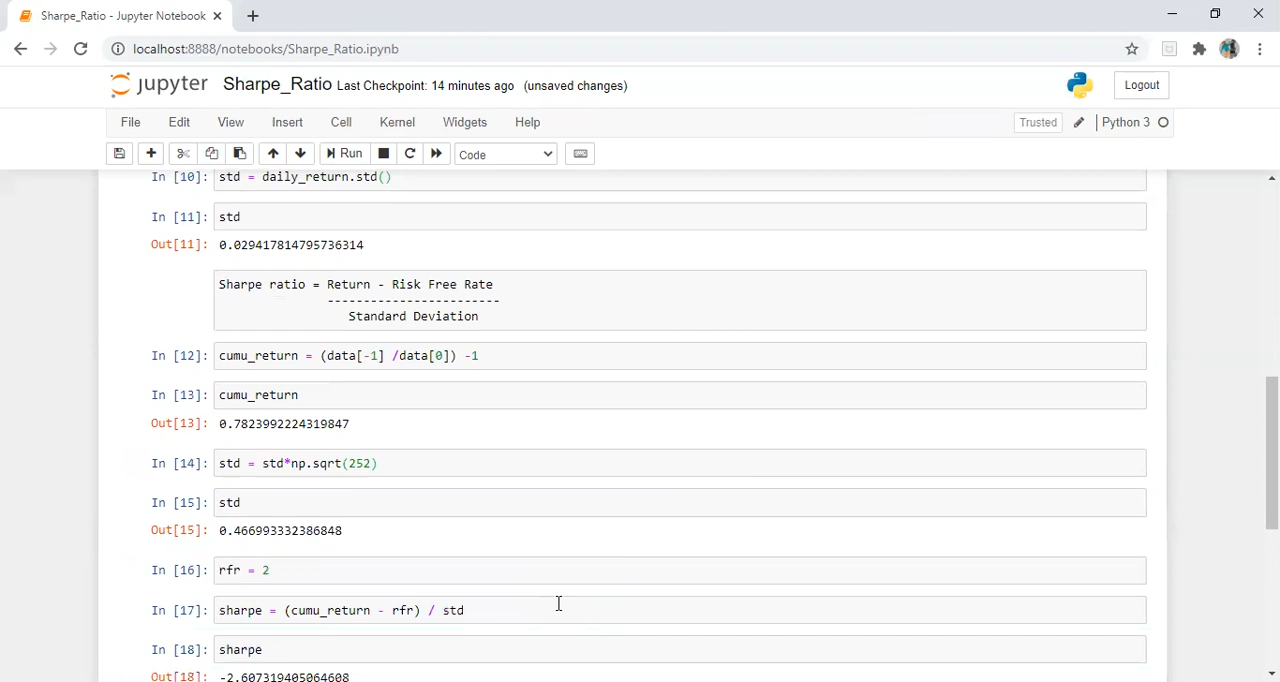 Sharpe_Ratio - Jupyter Notebook
localhost:8888/notebooks/Sharpe_Ratio.ipynb
jupyter Sharpe_Ratio Last Checkpoint: 14 minutes ago (unsaved changes) Logout
File Edit View Insert Cell Kernel Widgets Help Trusted Python 3
Run Code
In [10]: std = daily_return.std()
In [11]: std
Out[11]: 0.029417814795736314
Sharpe ratio = Return - Risk Free Rate
------------------------
Standard Deviation
In [12]: cumu_return = (data[-1] /data[0]) -1
In [13]: cumu_return
Out[13]: 0.7823992224319847
In [14]: std = std*np.sqrt(252)
In [15]: std
Out[15]: 0.466993332386848
In [16]: rfr = 2
In [17]: sharpe = (cumu_return - rfr) / std
In [18]: sharpe
Out[18]: -2.607319405064608